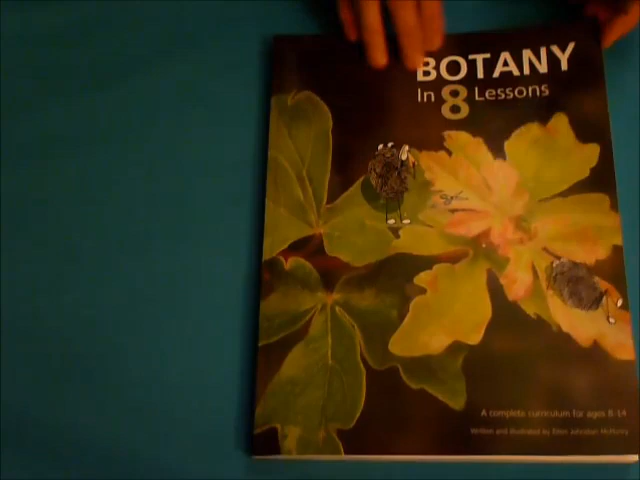 BOTANY
In 8 Lessons
A complete curriculum for ages 8-14
Written and illustrated by Ellen Johnston McHenry